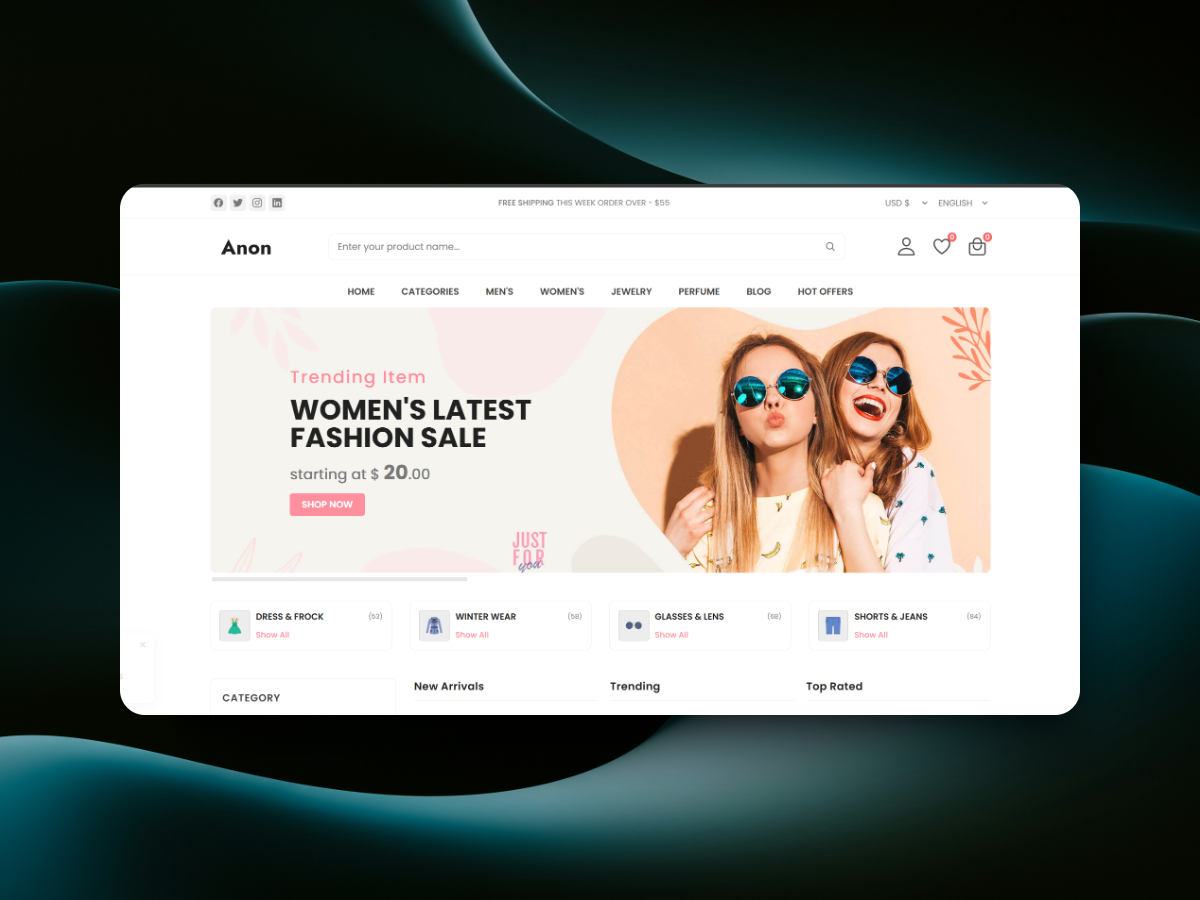 FREE SHIPPING THIS WEEK ORDER OVER - $55
USD $
ENGLISH
Anon
Enter your product name...
0
0
HOME CATEGORIES MEN'S WOMEN'S JEWELRY PERFUME BLOG HOT OFFERS
Trending Item
WOMEN'S LATEST
FASHION SALE
starting at $ 20.00
SHOP NOW
JUST
FOR
you
DRESS & FROCK (53)
Show All
WINTER WEAR (58)
Show All
GLASSES & LENS (68)
Show All
SHORTS & JEANS (84)
Show All
CATEGORY
New Arrivals
Trending
Top Rated